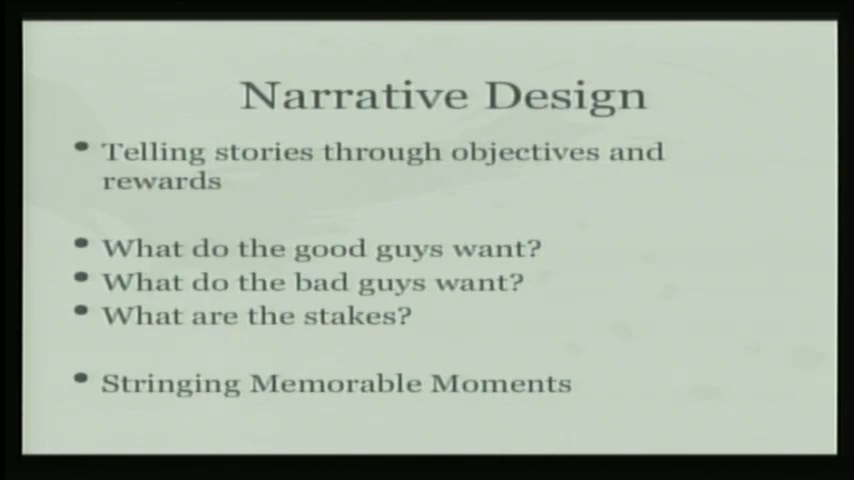 Narrative Design
• Telling stories through objectives and
rewards
• What do the good guys want?
• What do the bad guys want?
• What are the stakes?
• Stringing Memorable Moments